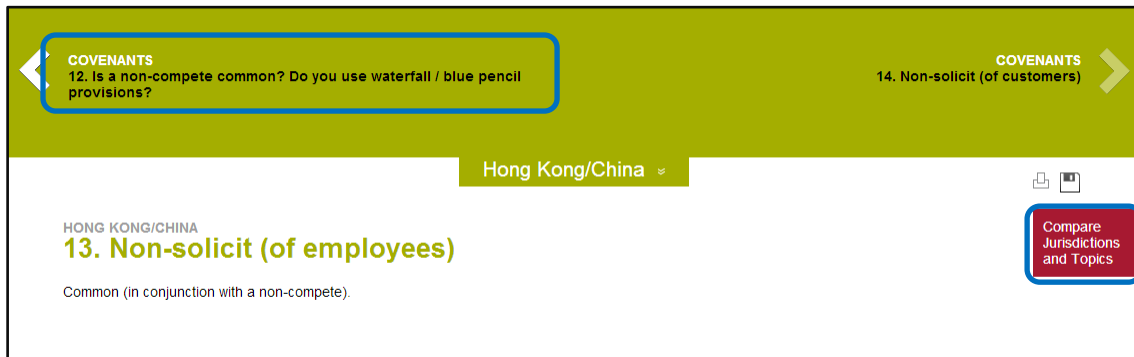 COVENANTS
12. Is a non-compete common? Do you use waterfall / blue pencil
provisions?
COVENANTS
14. Non-solicit (of customers)
Hong Kong/China
HONG KONG/CHINA
13. Non-solicit (of employees)
Common (in conjunction with a non-compete).
Compare
Jurisdictions
and Topics